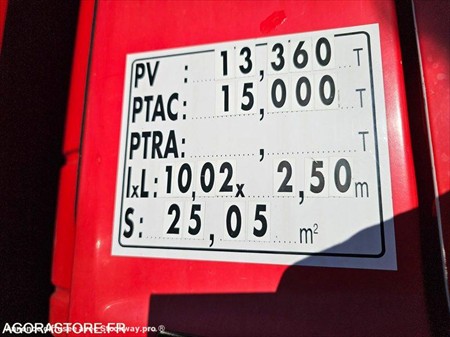 PV : 13,360 T
PTAC: 15,000 T
PTRA: , T
lxL: 10,02x 2,50m
S: 25,05 m²
AGORASTORE.FR